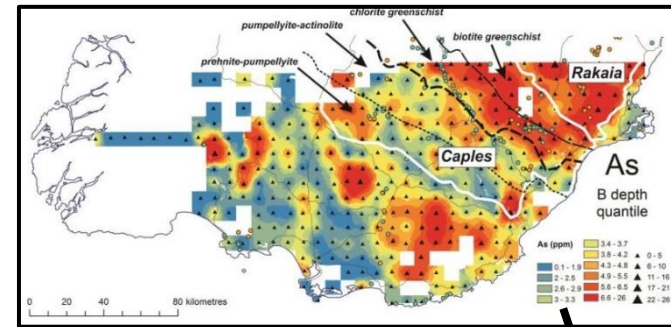 chlorite greenschist
pumpellyite-actinolite
biotite greenschist
prehnite-pumpellyite
Rakaia
Caples
As
B depth
quantile
As (ppm)
0.1 - 1.9
2 - 2.5
2.6 - 2.9
3 - 3.3
3.4 - 3.7
3.8 - 4.2
4.3 - 4.8
4.9 - 5.5
5.6 - 6.5
6.6 - 26
0 - 5
6 - 10
11 - 16
17 - 21
22 - 26
0 20 40 80 kilometres